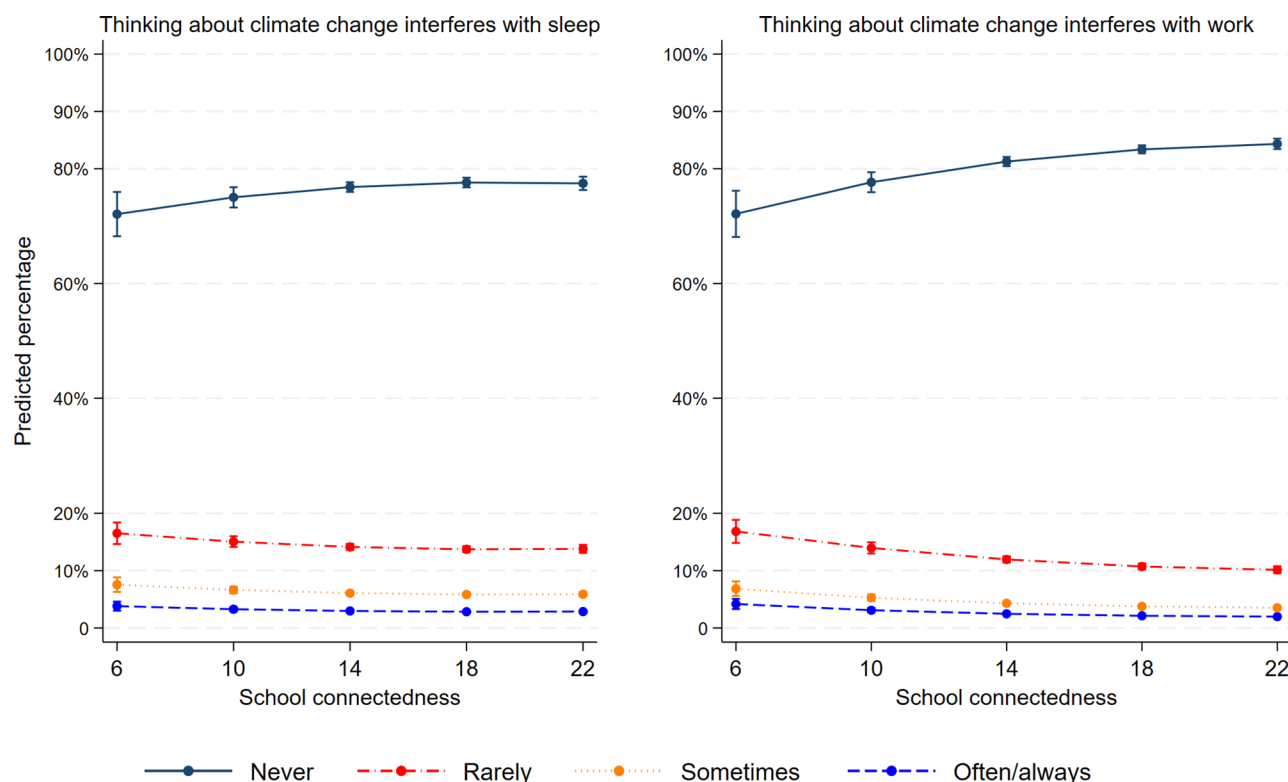 Thinking about climate change interferes with sleep
Thinking about climate change interferes with work
Predicted percentage
100%
90%
80%
60%
40%
20%
10%
0
6 10 14 18 22
School connectedness
100%
90%
80%
60%
40%
20%
10%
0
6 10 14 18 22
School connectedness
Never Rarely Sometimes Often/always